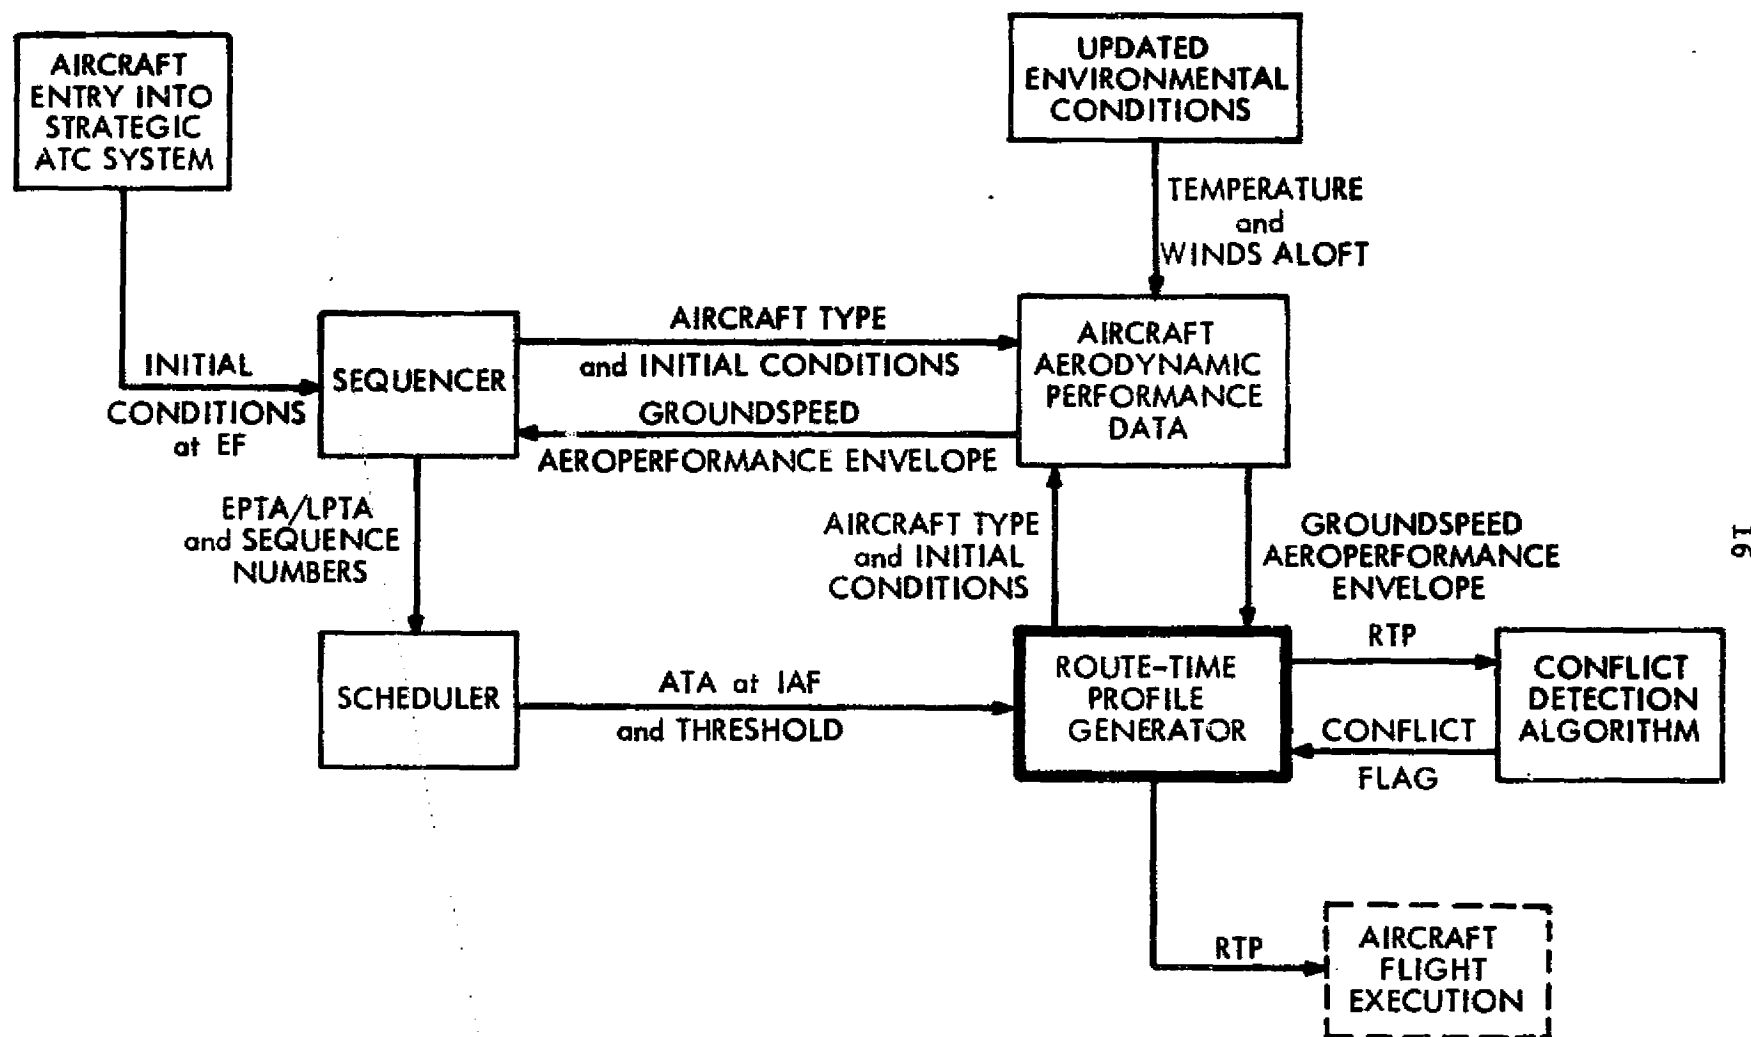 AIRCRAFT
ENTRY INTO
STRATEGIC
ATC SYSTEM
UPDATED
ENVIRONMENTAL
CONDITIONS
TEMPERATURE
and
WINDS ALOFT
INITIAL
CONDITIONS
at EF
SEQUENCER
AIRCRAFT TYPE
and INITIAL CONDITIONS
GROUNDSPEED
AEROPERFORMANCE ENVELOPE
AIRCRAFT
AERODYNAMIC
PERFORMANCE
DATA
EPTA/LPTA
and SEQUENCE
NUMBERS
AIRCRAFT TYPE
and INITIAL
CONDITIONS
GROUNDSPEED
AEROPERFORMANCE
ENVELOPE
16
SCHEDULER
ATA at IAF
and THRESHOLD
ROUTE-TIME
PROFILE
GENERATOR
RTP
CONFLICT
FLAG
CONFLICT
DETECTION
ALGORITHM
RTP
AIRCRAFT
FLIGHT
EXECUTION